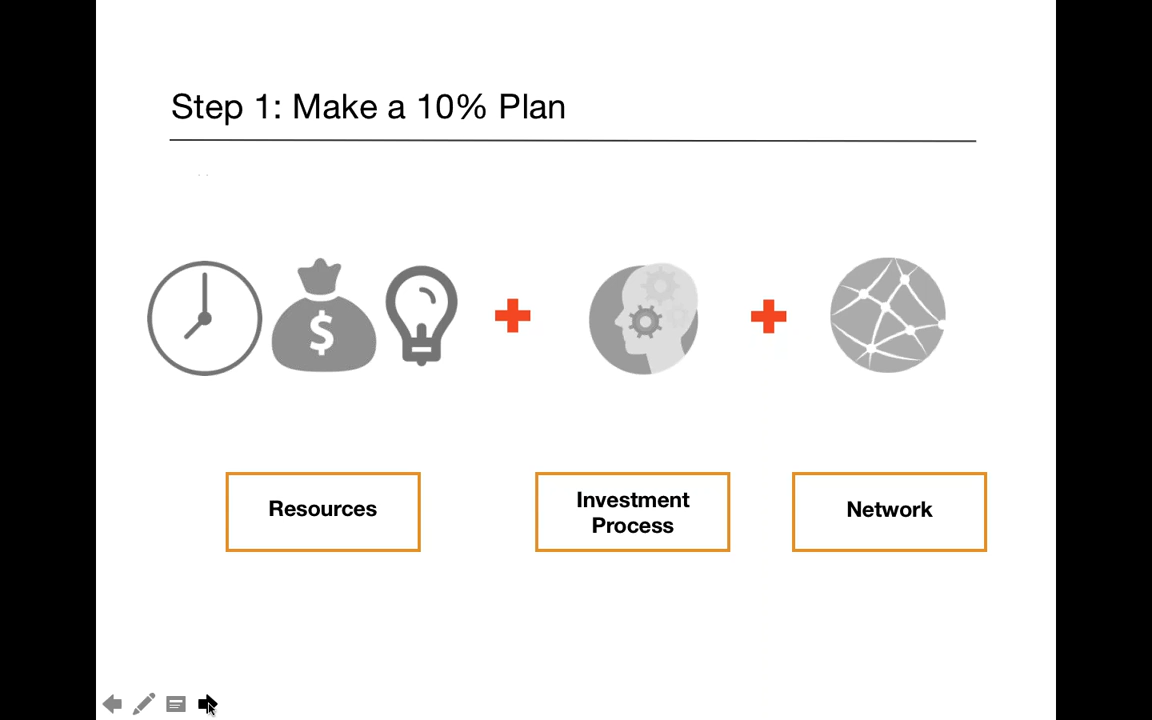 Step 1: Make a 10% Plan
$
Resources
Investment
Process
Network